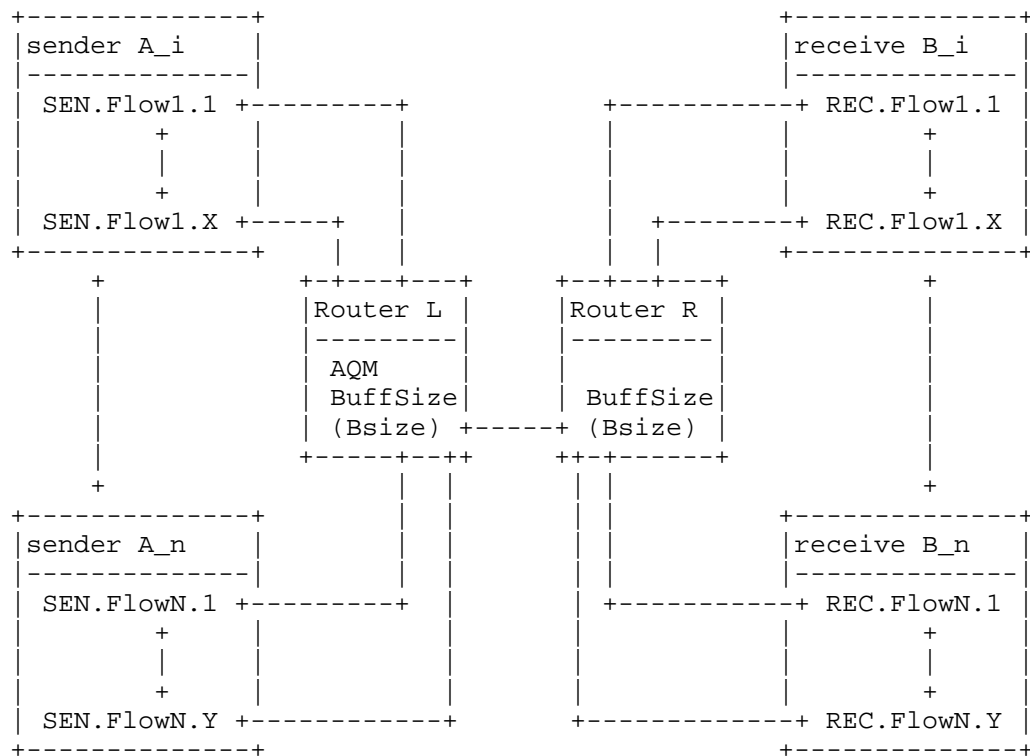 sender A_i receive B_i
SEN.Flow1.1 REC.Flow1.1
SEN.Flow1.X REC.Flow1.X
Router L Router R
AQM
BuffSize BuffSize
(Bsize) (Bsize)
sender A_n receive B_n
SEN.FlowN.1 REC.FlowN.1
SEN.FlowN.Y REC.FlowN.Y